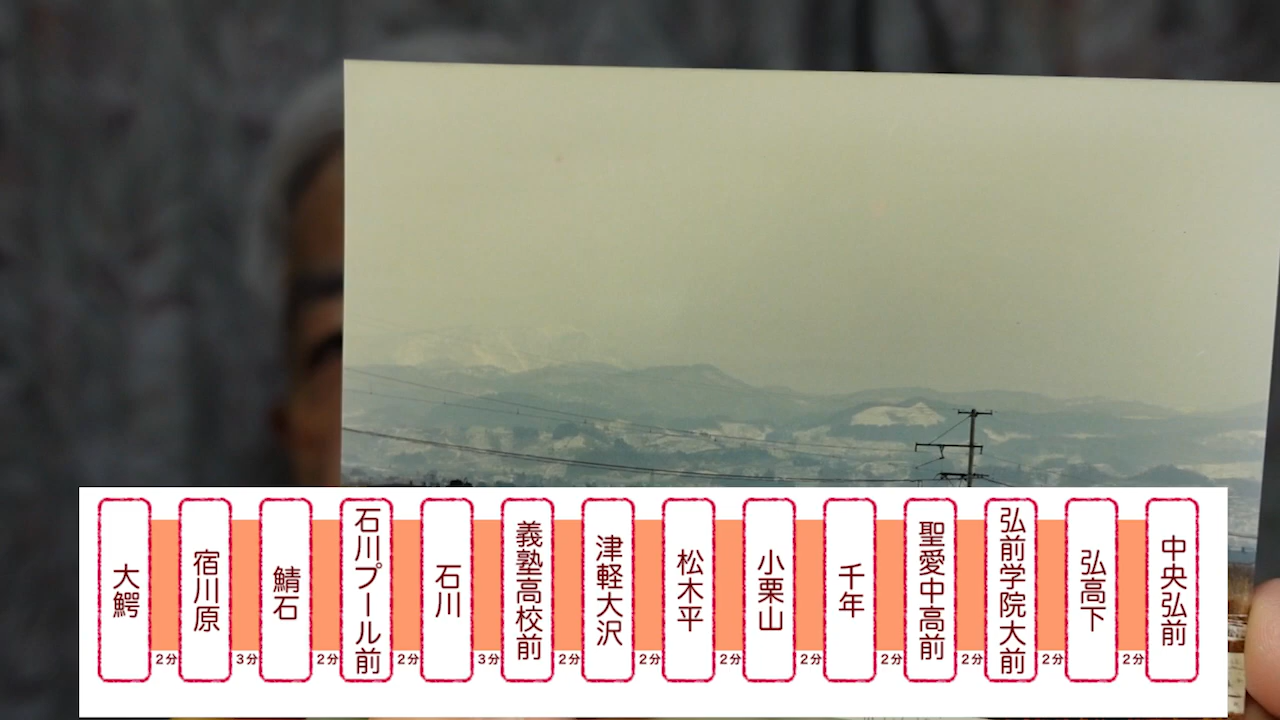 大鰐
2分
宿川原
3分
鯖石
2分
石川プール前
2分
石川
3分
義塾高校前
2分
津軽大沢
2分
松木平
2分
小栗山
2分
千年
2分
聖愛中高前
2分
弘前学院大前
2分
弘高下
2分
中央弘前